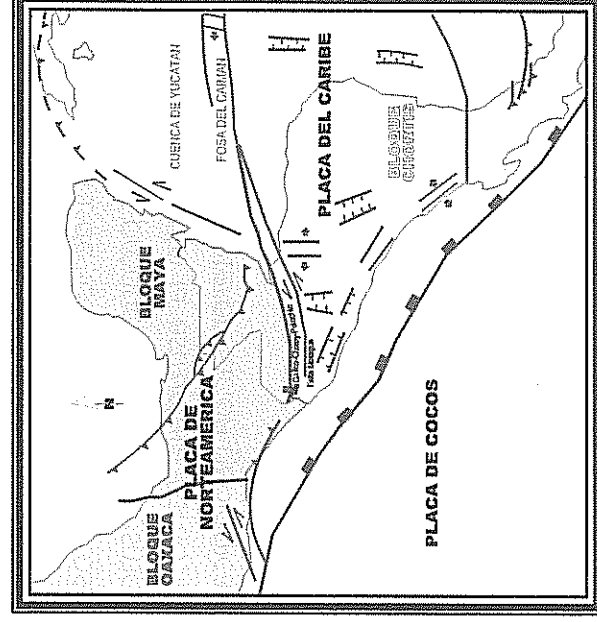 BLOQUE
OAXACA
PLACA DE
NORTEAMERICA
N
BLOQUE
MAYA
CUENCA DE YUCATAN
FOSA DEL CAIMAN
PLACA DEL CARIBE
BLOQUE
CHORTIS
PLACA DE COCOS